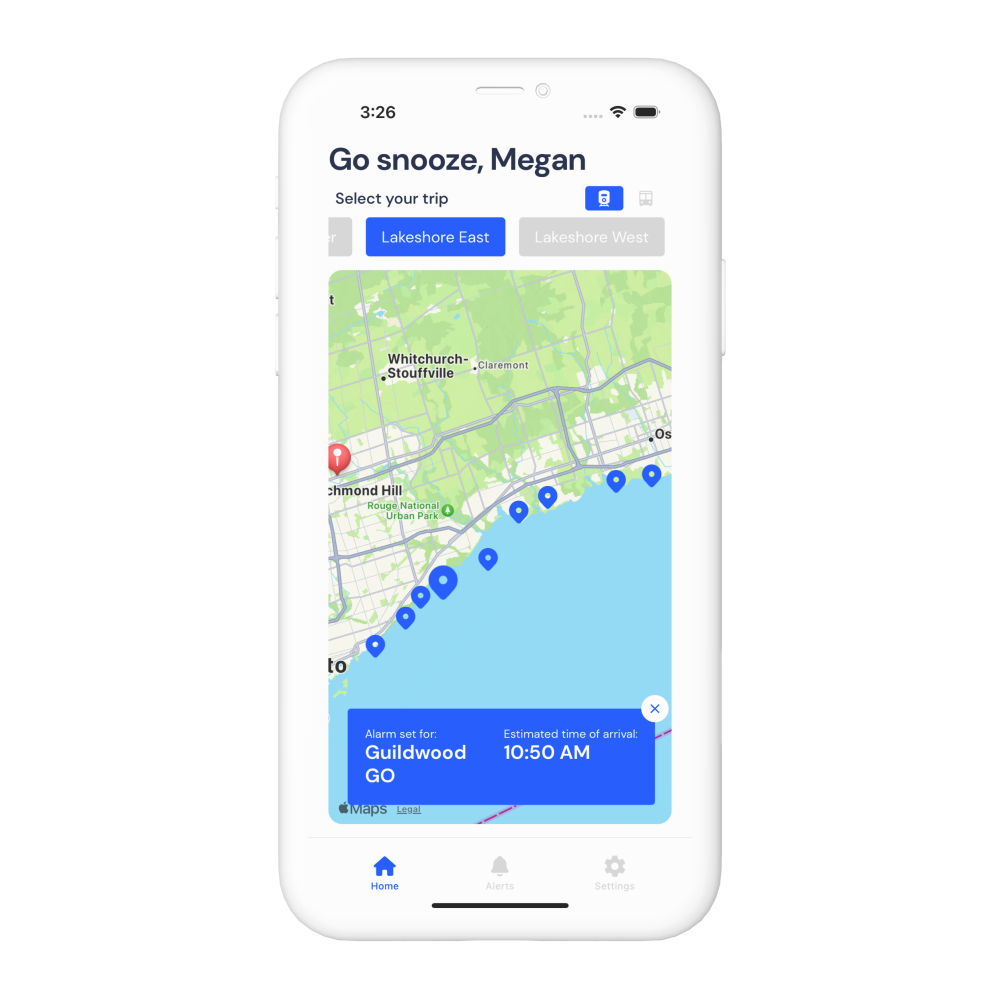 3:26
Go snooze, Megan
Select your trip
er
Lakeshore East
Lakeshore West
t
Whitchurch-
Stouffville
Claremont
Os
chmond Hill
Rouge National
Urban Park
to
Alarm set for:
Guildwood
GO
Estimated time of arrival:
10:50 AM
Maps
Legal
Home
Alerts
Settings